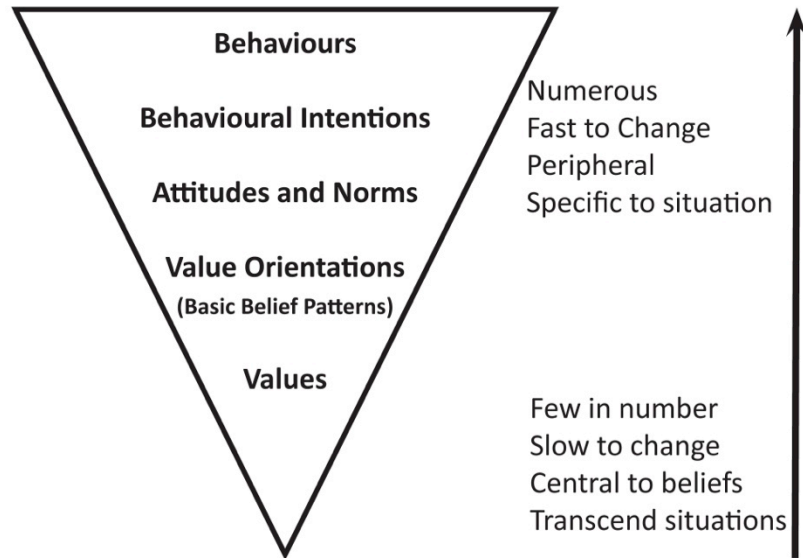 Behaviours
Behavioural Intentions
Attitudes and Norms
Value Orientations
(Basic Belief Patterns)
Values
Numerous
Fast to Change
Peripheral
Specific to situation
Few in number
Slow to change
Central to beliefs
Transcend situations